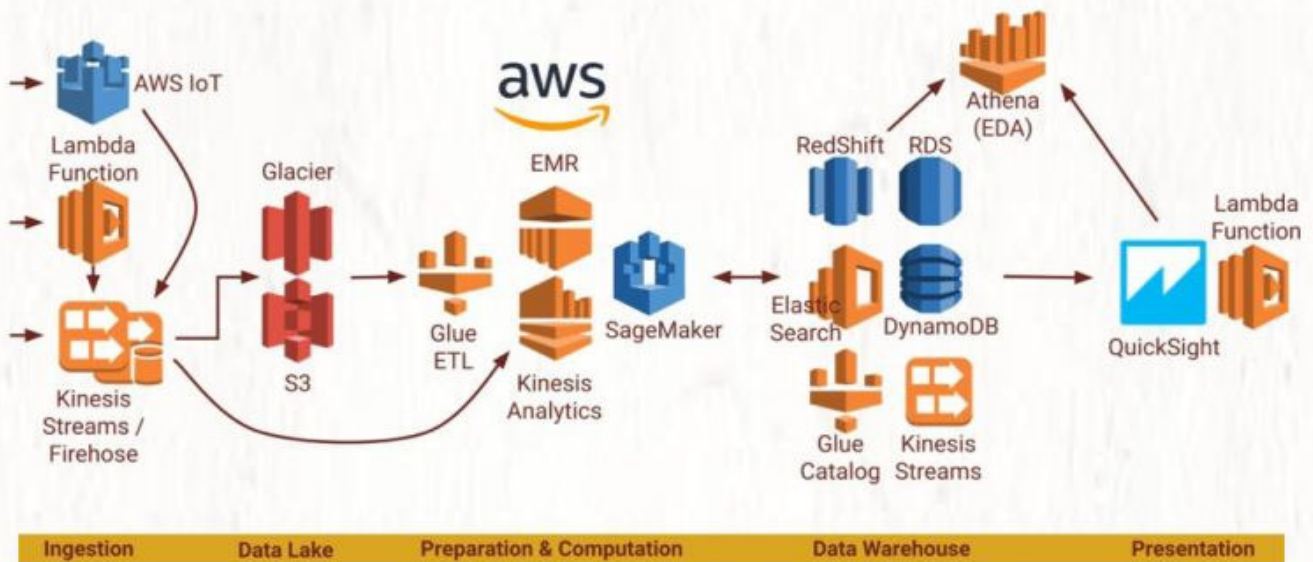 AWS IoT
Lambda
Function
Kinesis
Streams /
Firehose
Glacier
S3
aws
EMR
Glue
ETL
Kinesis
Analytics
SageMaker
Athena
(EDA)
RedShift
RDS
Elastic
Search
DynamoDB
Glue
Catalog
Kinesis
Streams
QuickSight
Lambda
Function
Ingestion
Data Lake
Preparation & Computation
Data Warehouse
Presentation